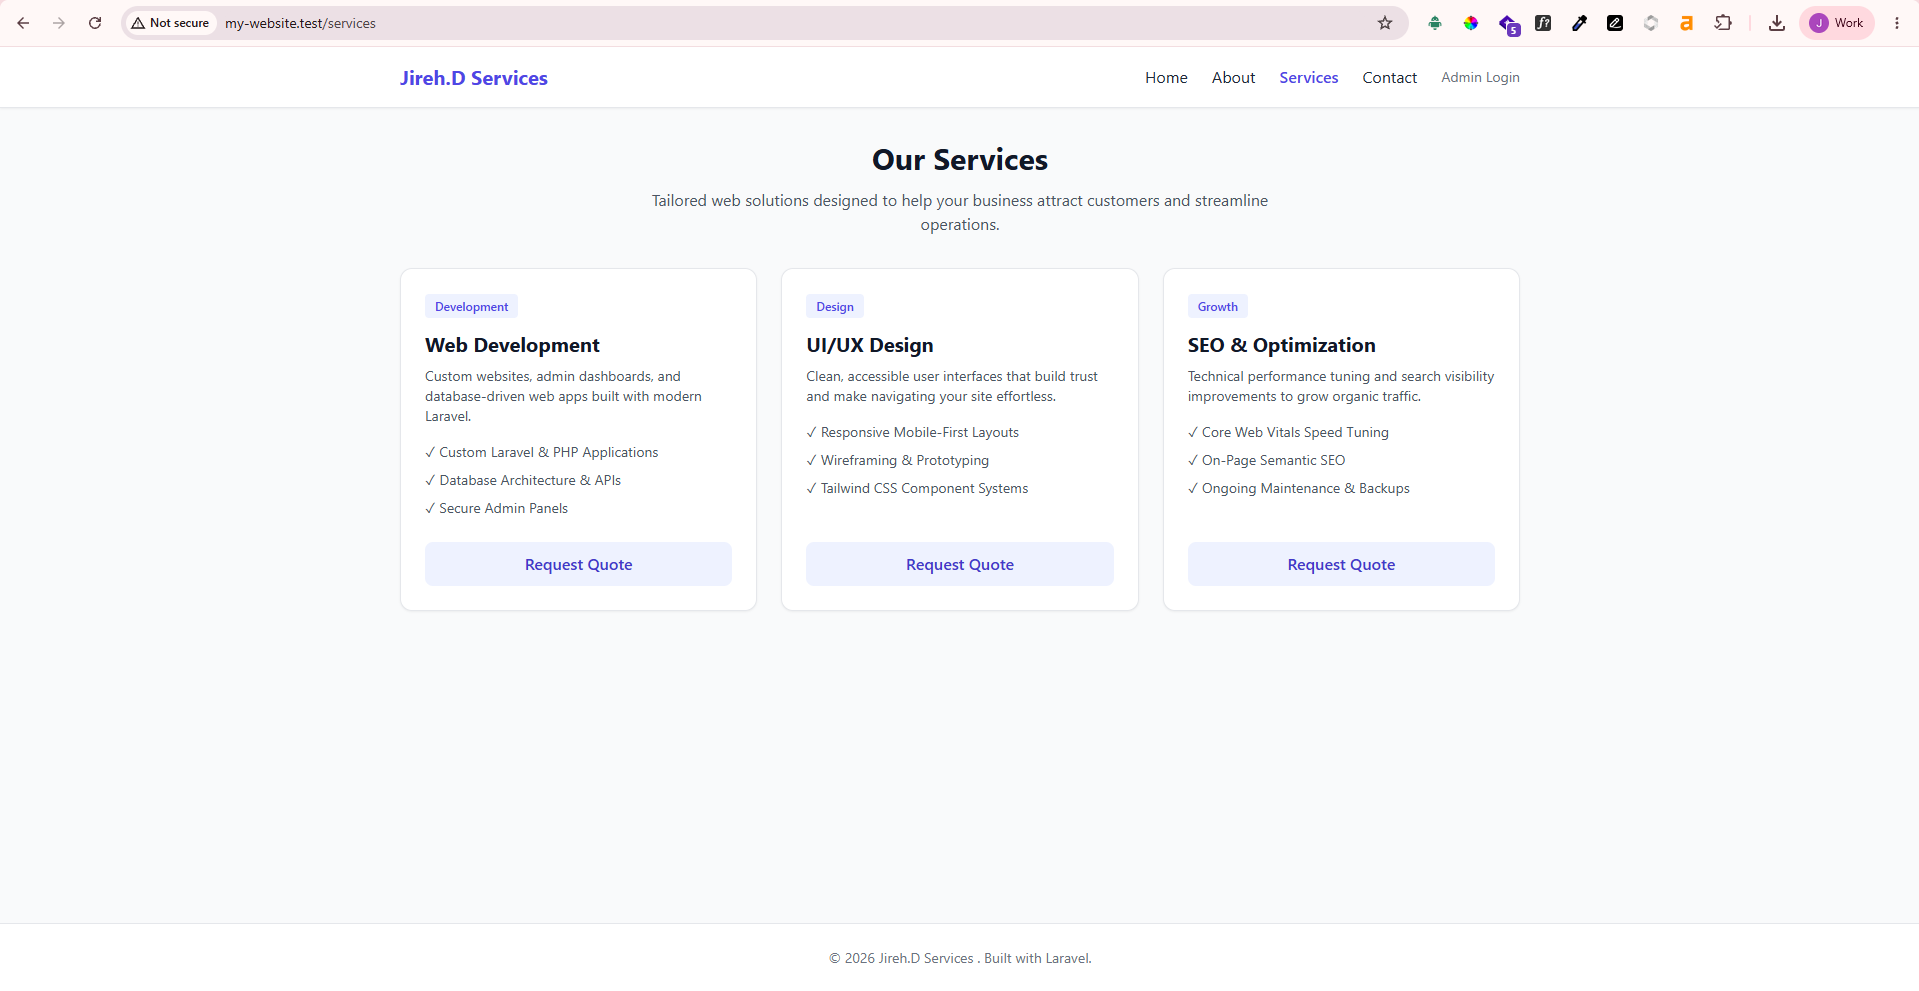 Not secure
my-website.test/services
5
f?
a
J
Work
Jireh.D Services
Home
About
Services
Contact
Admin Login
Our Services
Tailored web solutions designed to help your business attract customers and streamline
operations.
Development
Web Development
Custom websites, admin dashboards, and
database-driven web apps built with modern
Laravel.
✓ Custom Laravel & PHP Applications
✓ Database Architecture & APIs
✓ Secure Admin Panels
Request Quote
Design
UI/UX Design
Clean, accessible user interfaces that build trust
and make navigating your site effortless.
✓ Responsive Mobile-First Layouts
✓ Wireframing & Prototyping
✓ Tailwind CSS Component Systems
Request Quote
Growth
SEO & Optimization
Technical performance tuning and search visibility
improvements to grow organic traffic.
✓ Core Web Vitals Speed Tuning
✓ On-Page Semantic SEO
✓ Ongoing Maintenance & Backups
Request Quote
© 2026 Jireh.D Services . Built with Laravel.